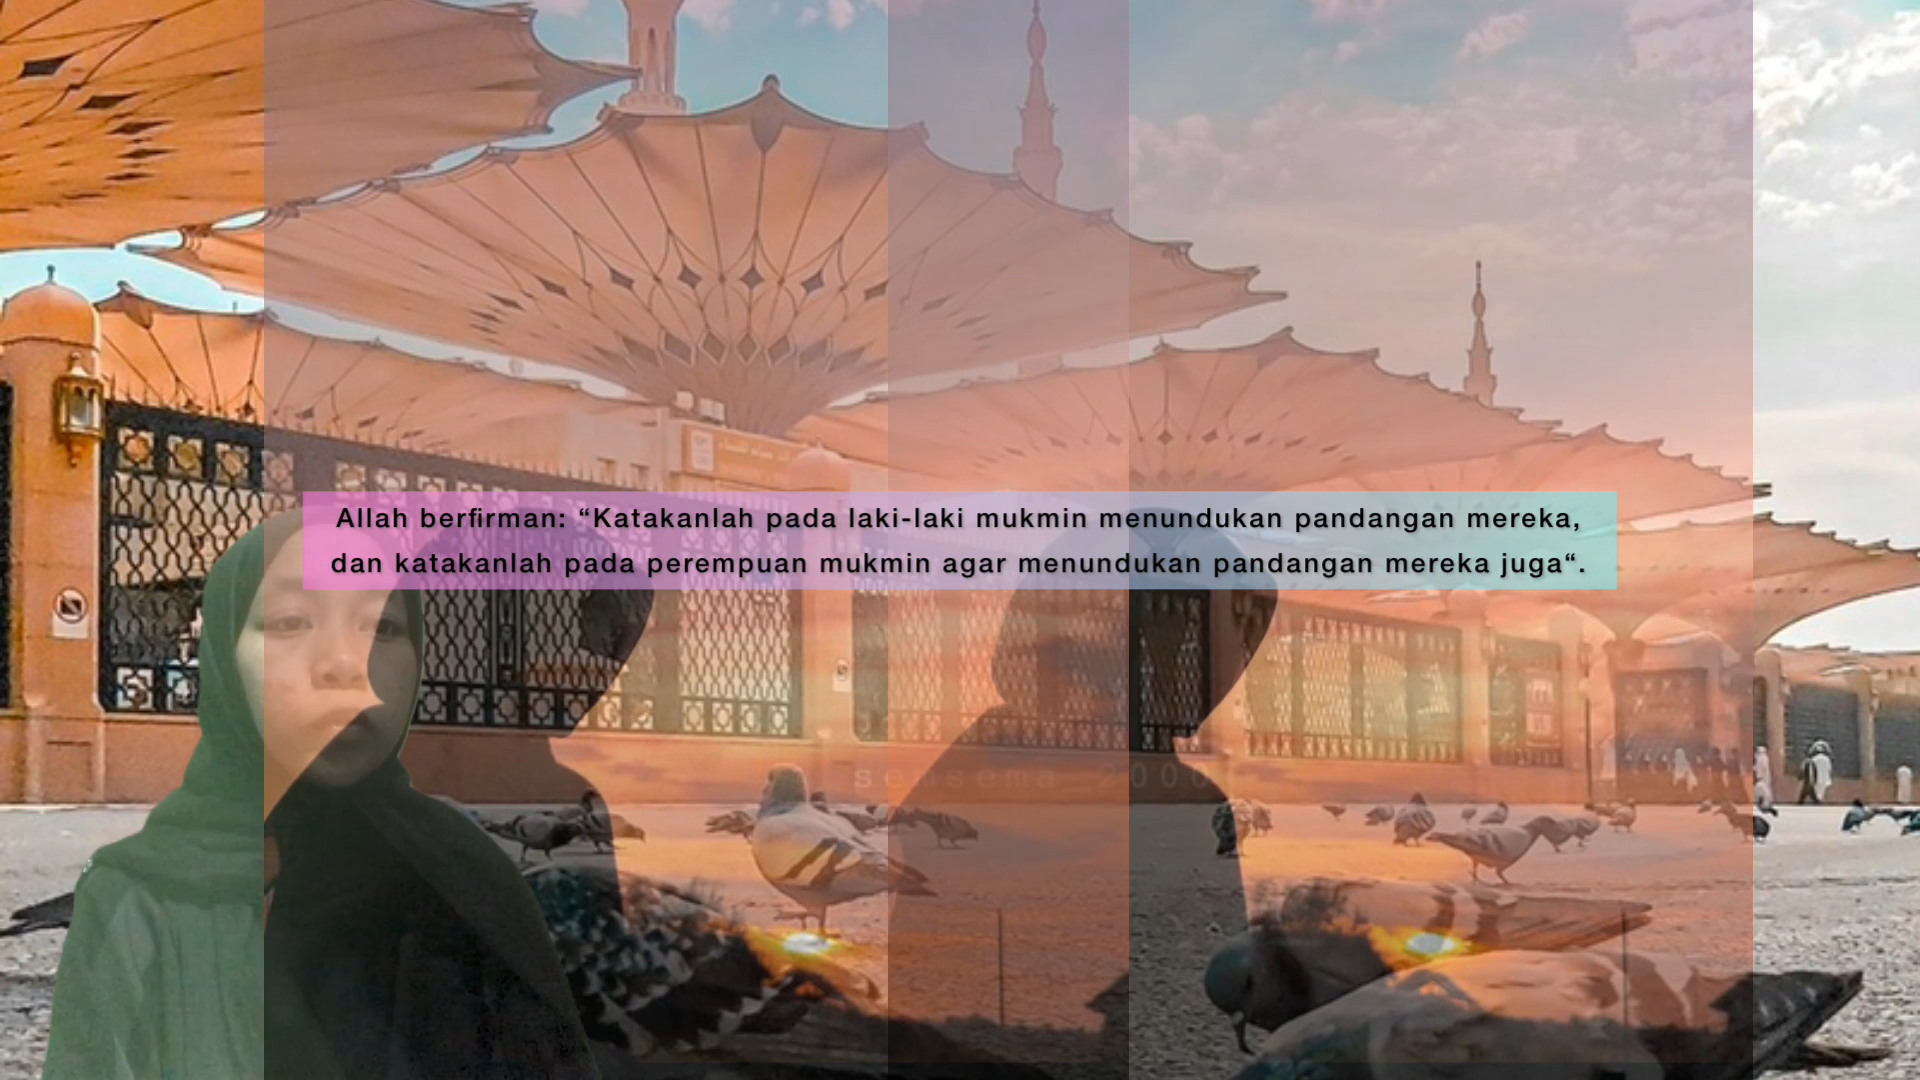 Allah berfirman: “Katakanlah pada laki-laki mukmin menundukan pandangan mereka,
dan katakanlah pada perempuan mukmin agar menundukan pandangan mereka juga“.